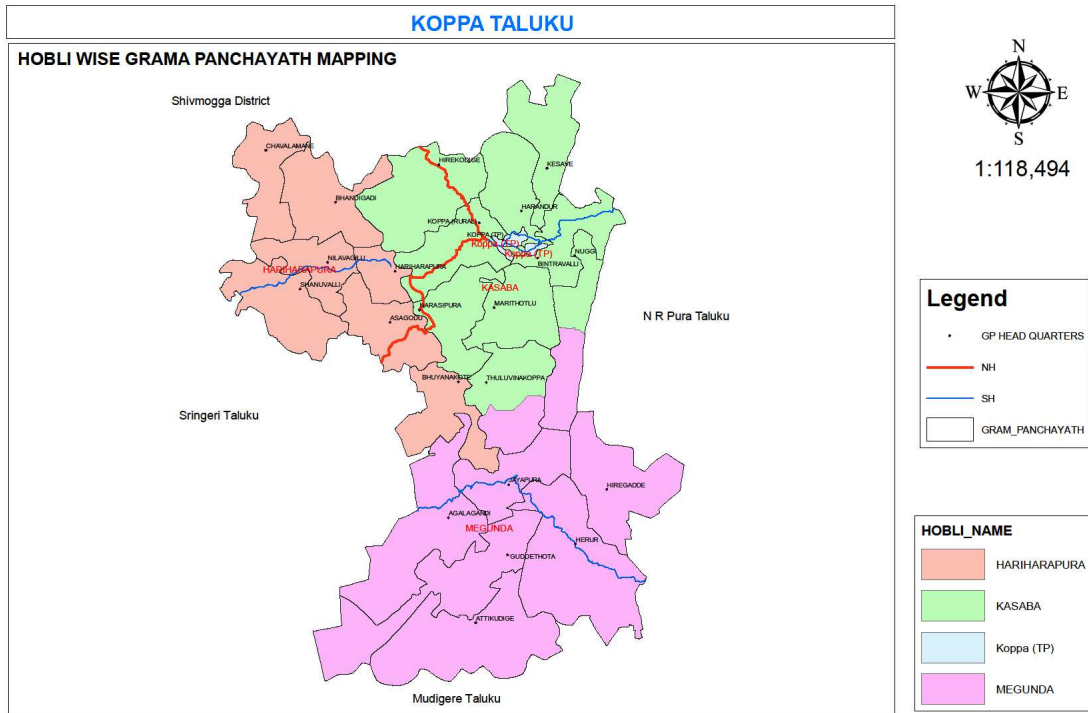 KOPPA TALUKU
HOBLI WISE GRAMA PANCHAYATH MAPPING
Shivmogga District
CHAVALAMANE
HIREKODIGE
KESAVE
BHANDIGADI
HARANDUR
KOPPA (RURAL)
KOPPA (TP)
Koppa (TP)
Koppa (TP)
NUGG
BINTRAVALLI
NILAVAGILU
HARIHARAPURA
HARIHARAPURA
SHANUVALLI
KASABA
NARASIPURA
MARITHOTLU
ASAGODU
N R Pura Taluku
BHUYANAKOTE
THULUVINAKOPPA
Sringeri Taluku
JAYAPURA
HIREGADDE
AGALAGANDI
MEGUNDA
HERUR
GUDDETHOTA
ATTIKUDIGE
Mudigere Taluku
N
W E
S
1:118,494
Legend
GP HEAD QUARTERS
NH
SH
GRAM_PANCHAYATH
HOBLI_NAME
HARIHARAPURA
KASABA
Koppa (TP)
MEGUNDA